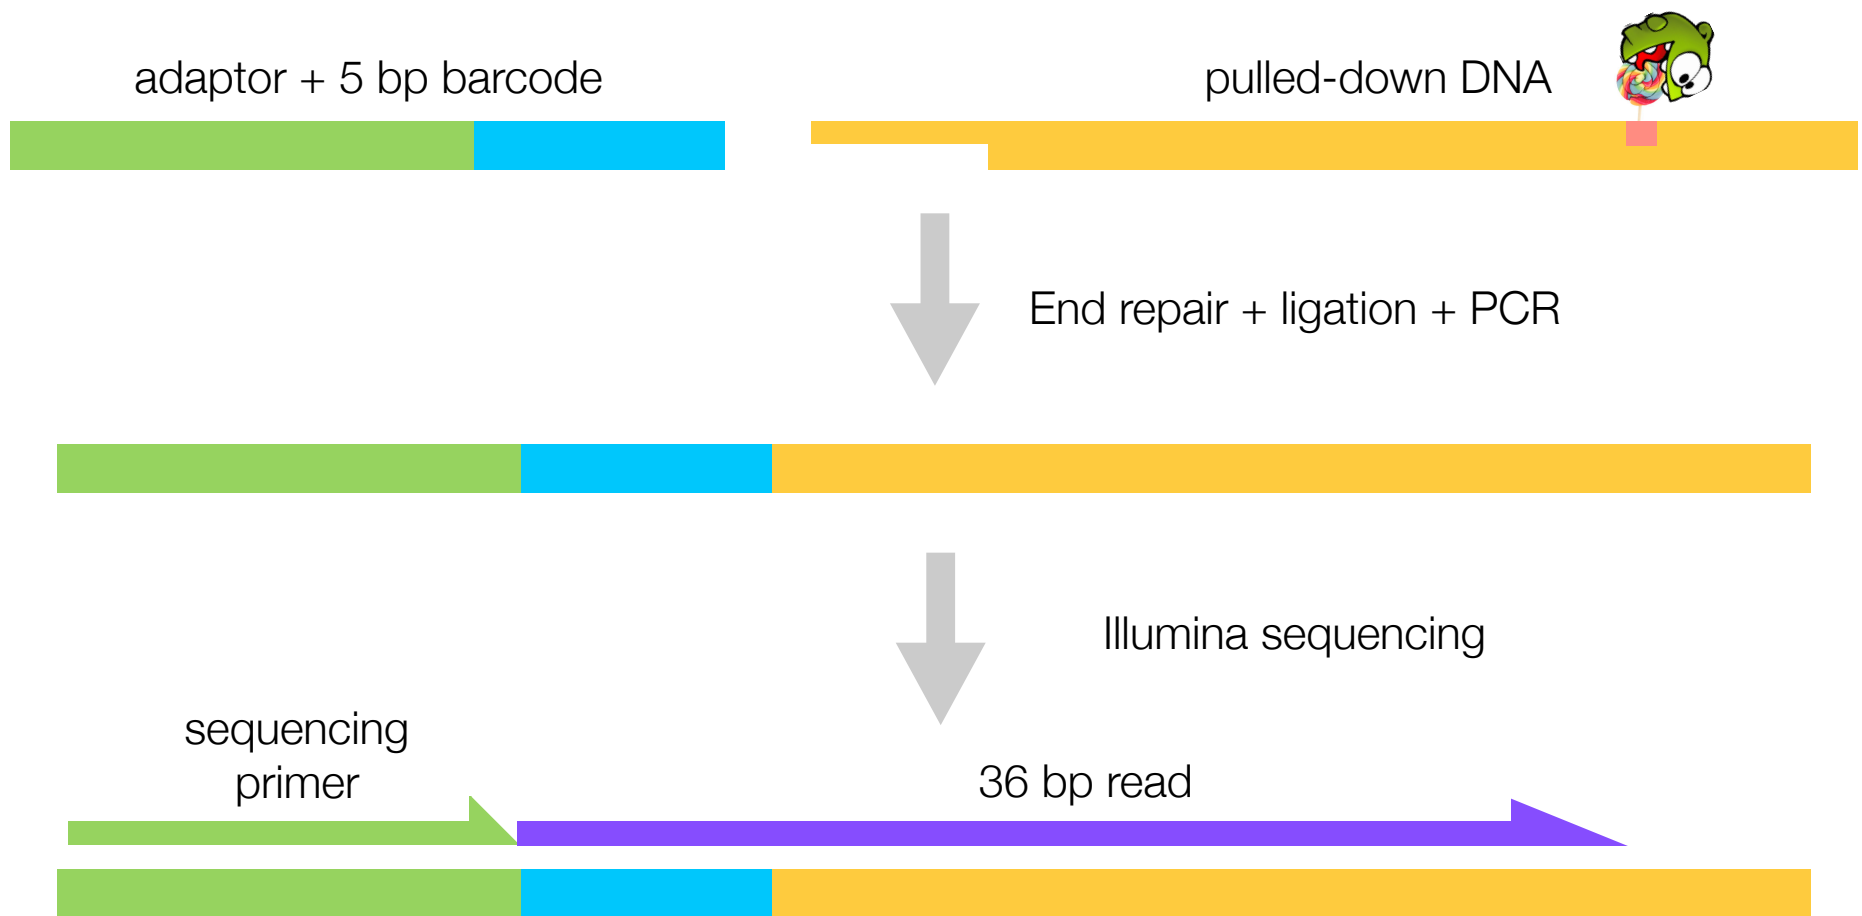 adaptor + 5 bp barcode
pulled-down DNA
End repair + ligation + PCR
Illumina sequencing
sequencing
primer
36 bp read